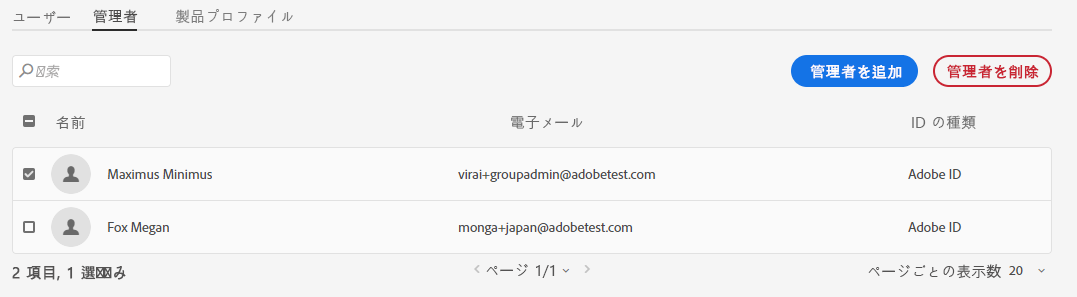 ユーザー 管理者 製品プロファイル
索 管理者を追加 管理者を削除
名前 電子メール ID の種類
Maximus Minimus virai+groupadmin@adobetest.com Adobe ID
Fox Megan monga+japan@adobetest.com Adobe ID
2 項目, 1 選み ページ 1/1 ページごとの表示数 20